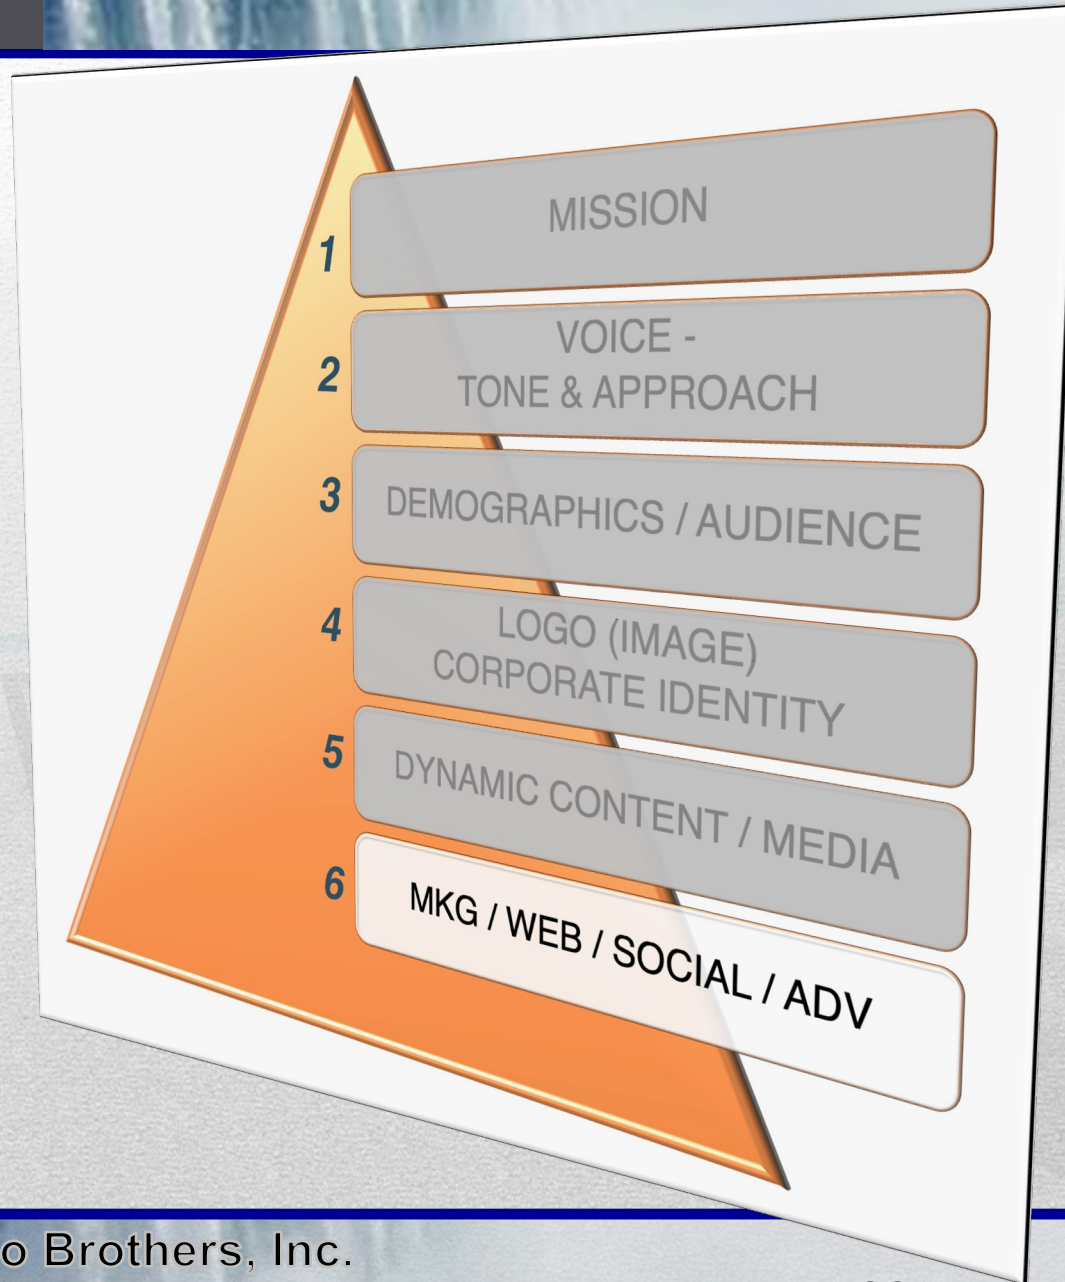 1
MISSION
2
VOICE -
TONE & APPROACH
3
DEMOGRAPHICS / AUDIENCE
4
LOGO (IMAGE)
CORPORATE IDENTITY
5
DYNAMIC CONTENT / MEDIA
6
MKG / WEB / SOCIAL / ADV
o Brothers, Inc.